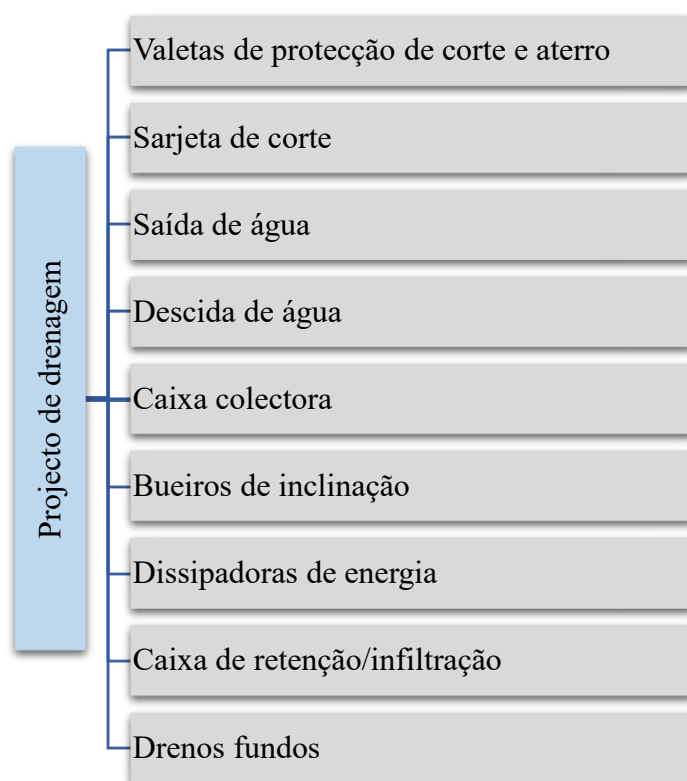 Projecto de drenagem
Valetas de protecção de corte e aterro
Sarjeta de corte
Saída de água
Descida de água
Caixa colectora
Bueiros de inclinação
Dissipadoras de energia
Caixa de retenção/infiltração
Drenos fundos